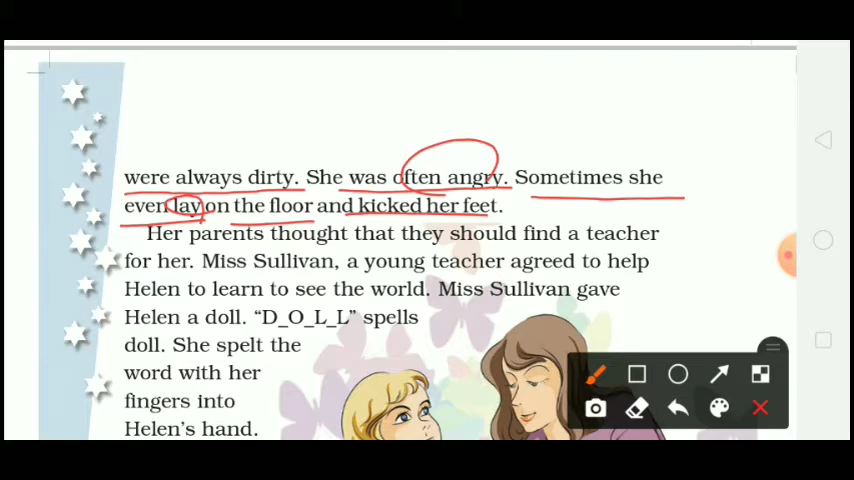 were always dirty. She was often angry. Sometimes she
even lay on the floor and kicked her feet.
Her parents thought that they should find a teacher
for her. Miss Sullivan, a young teacher agreed to help
Helen to learn to see the world. Miss Sullivan gave
Helen a doll. “D_O_L_L” spells
doll. She spelt the
word with her
fingers into
Helen’s hand.